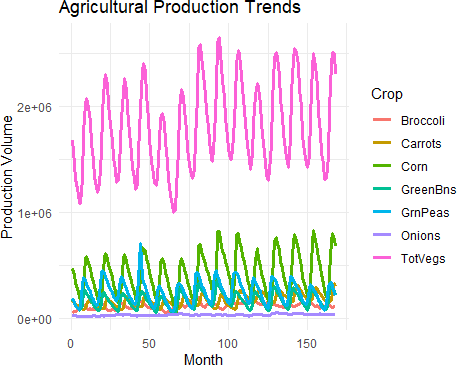 Agricultural Production Trends
Production Volume
2e+06
1e+06
0e+00
0
50
100
150
Month
Crop
Broccoli
Carrots
Corn
GreenBns
GrnPeas
Onions
TotVegs